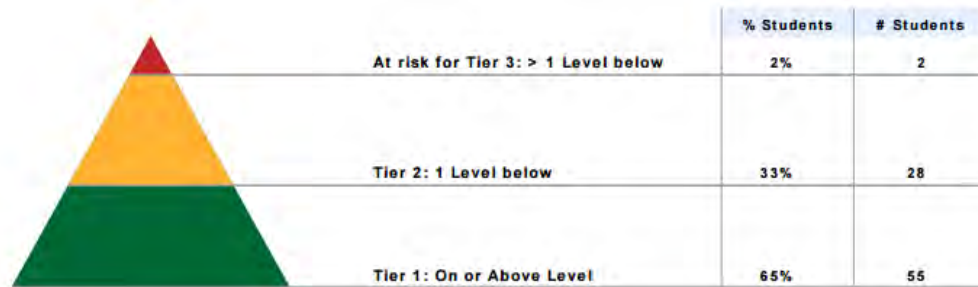 % Students # Students
At risk for Tier 3: > 1 Level below 2% 2
Tier 2: 1 Level below 33% 28
Tier 1: On or Above Level 65% 55